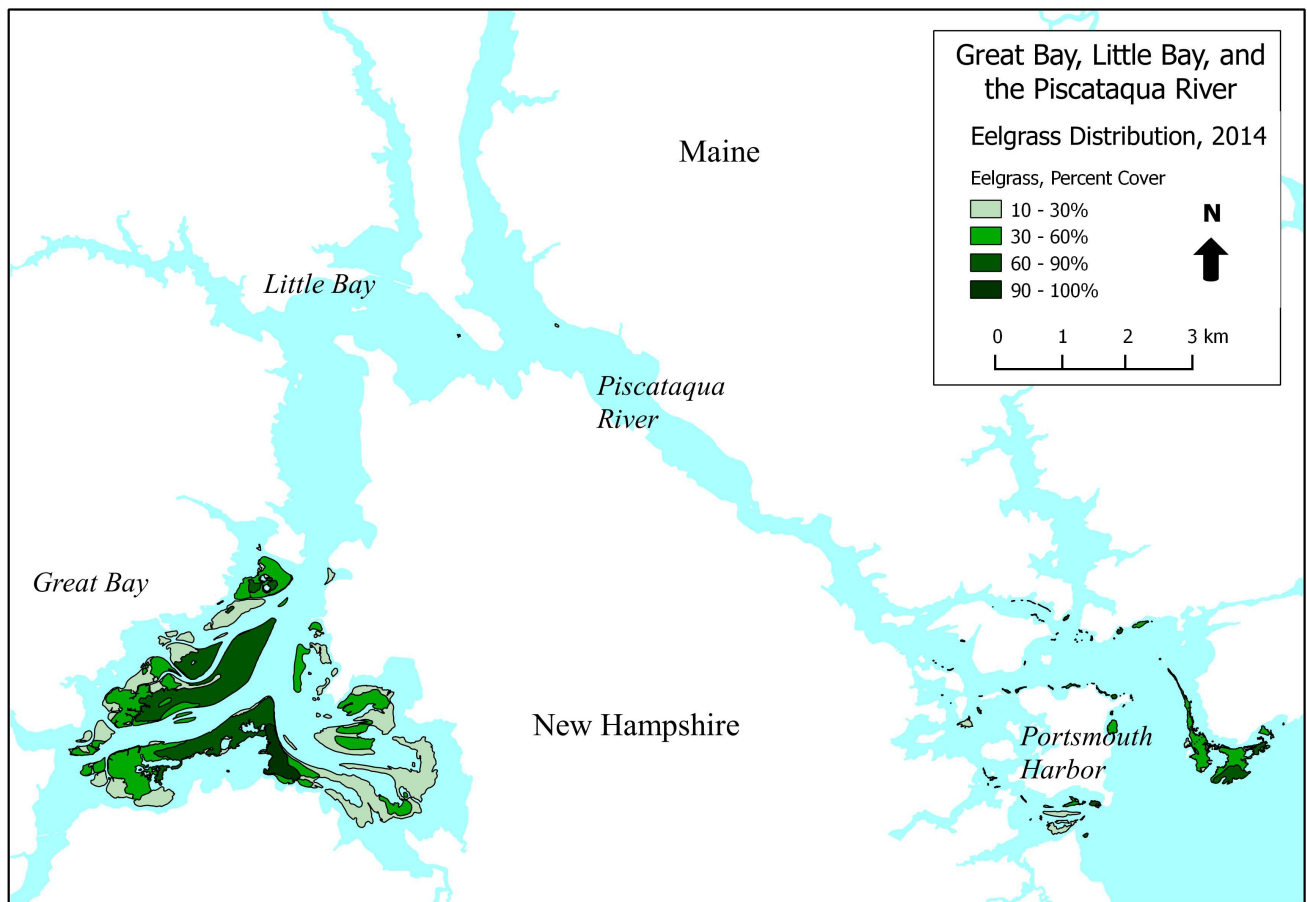 Great Bay, Little Bay, and
the Piscataqua River
Eelgrass Distribution, 2014
Eelgrass, Percent Cover
10 - 30%
30 - 60%
60 - 90%
90 - 100%
N
0 1 2 3 km
Maine
Little Bay
Piscataqua
River
Great Bay
New Hampshire
Portsmouth
Harbor